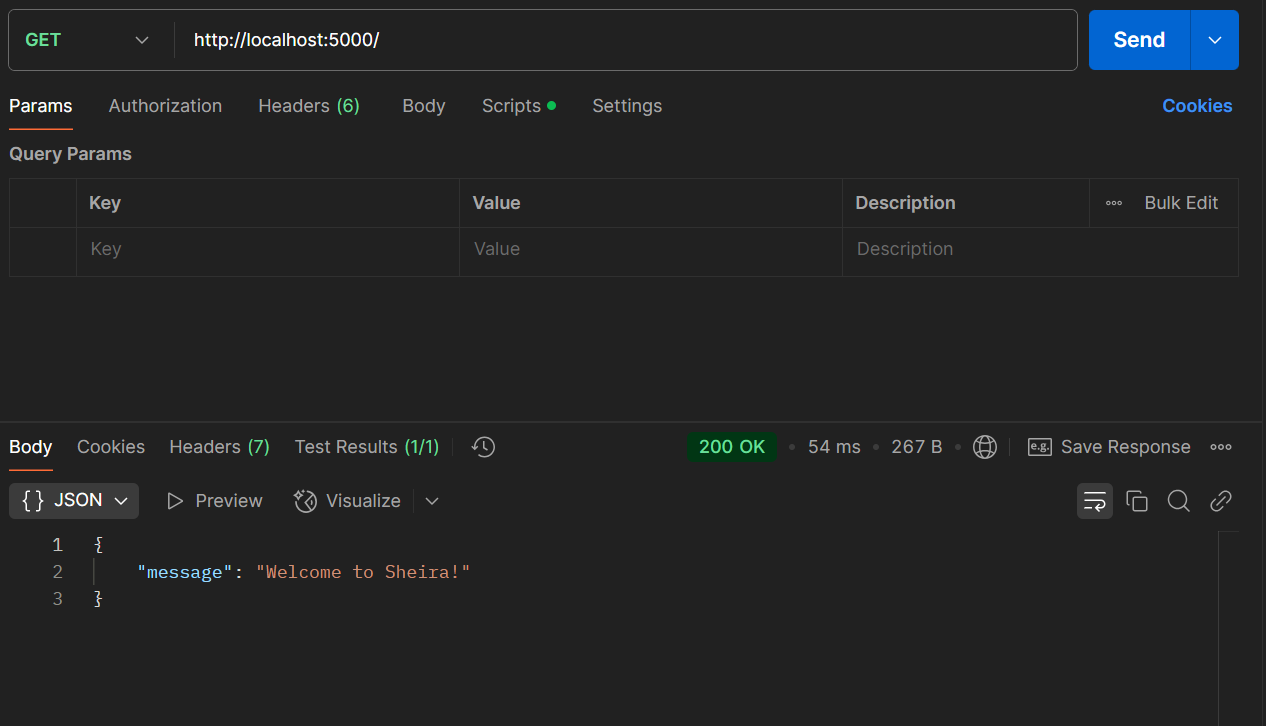 GET http://localhost:5000/ Send
Params Authorization Headers (6) Body Scripts Settings Cookies
Query Params
Key Value Description Bulk Edit
Key Value Description
Body Cookies Headers (7) Test Results (1/1) 200 OK 54 ms 267 B e.g. Save Response
{} JSON Preview Visualize
1 {
2 "message": "Welcome to Sheira!"
3 }